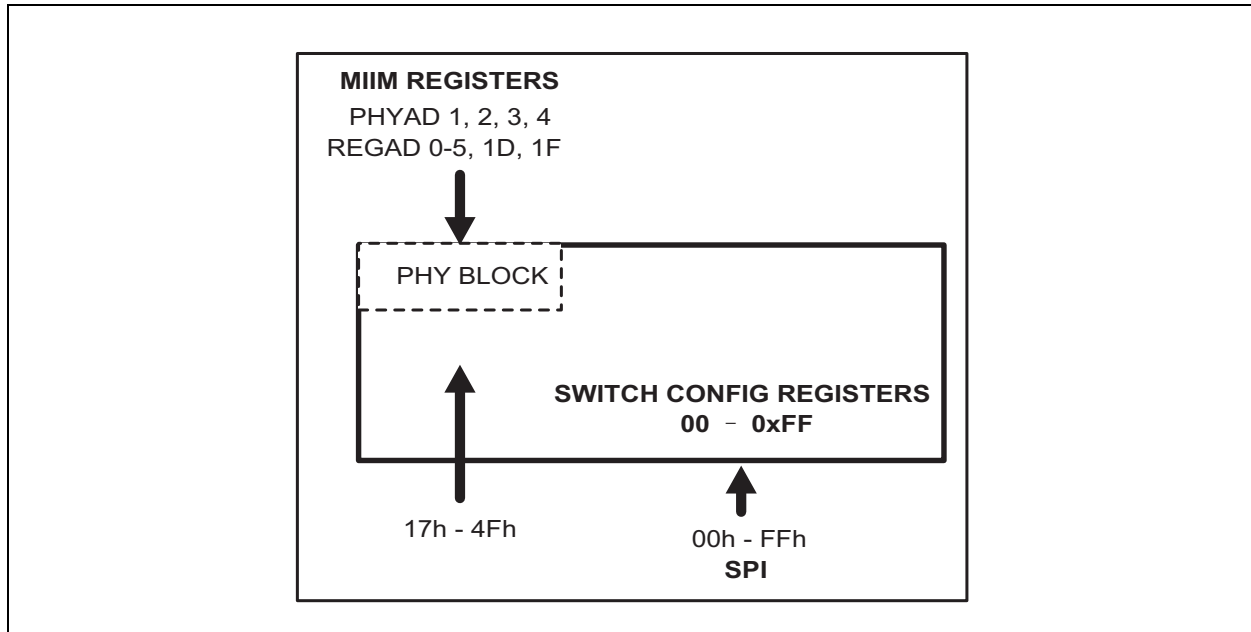 MIIM REGISTERS
PHYAD 1, 2, 3, 4
REGAD 0-5, 1D, 1F
PHY BLOCK
SWITCH CONFIG REGISTERS
00 – 0xFF
17h - 4Fh
00h - FFh
SPI